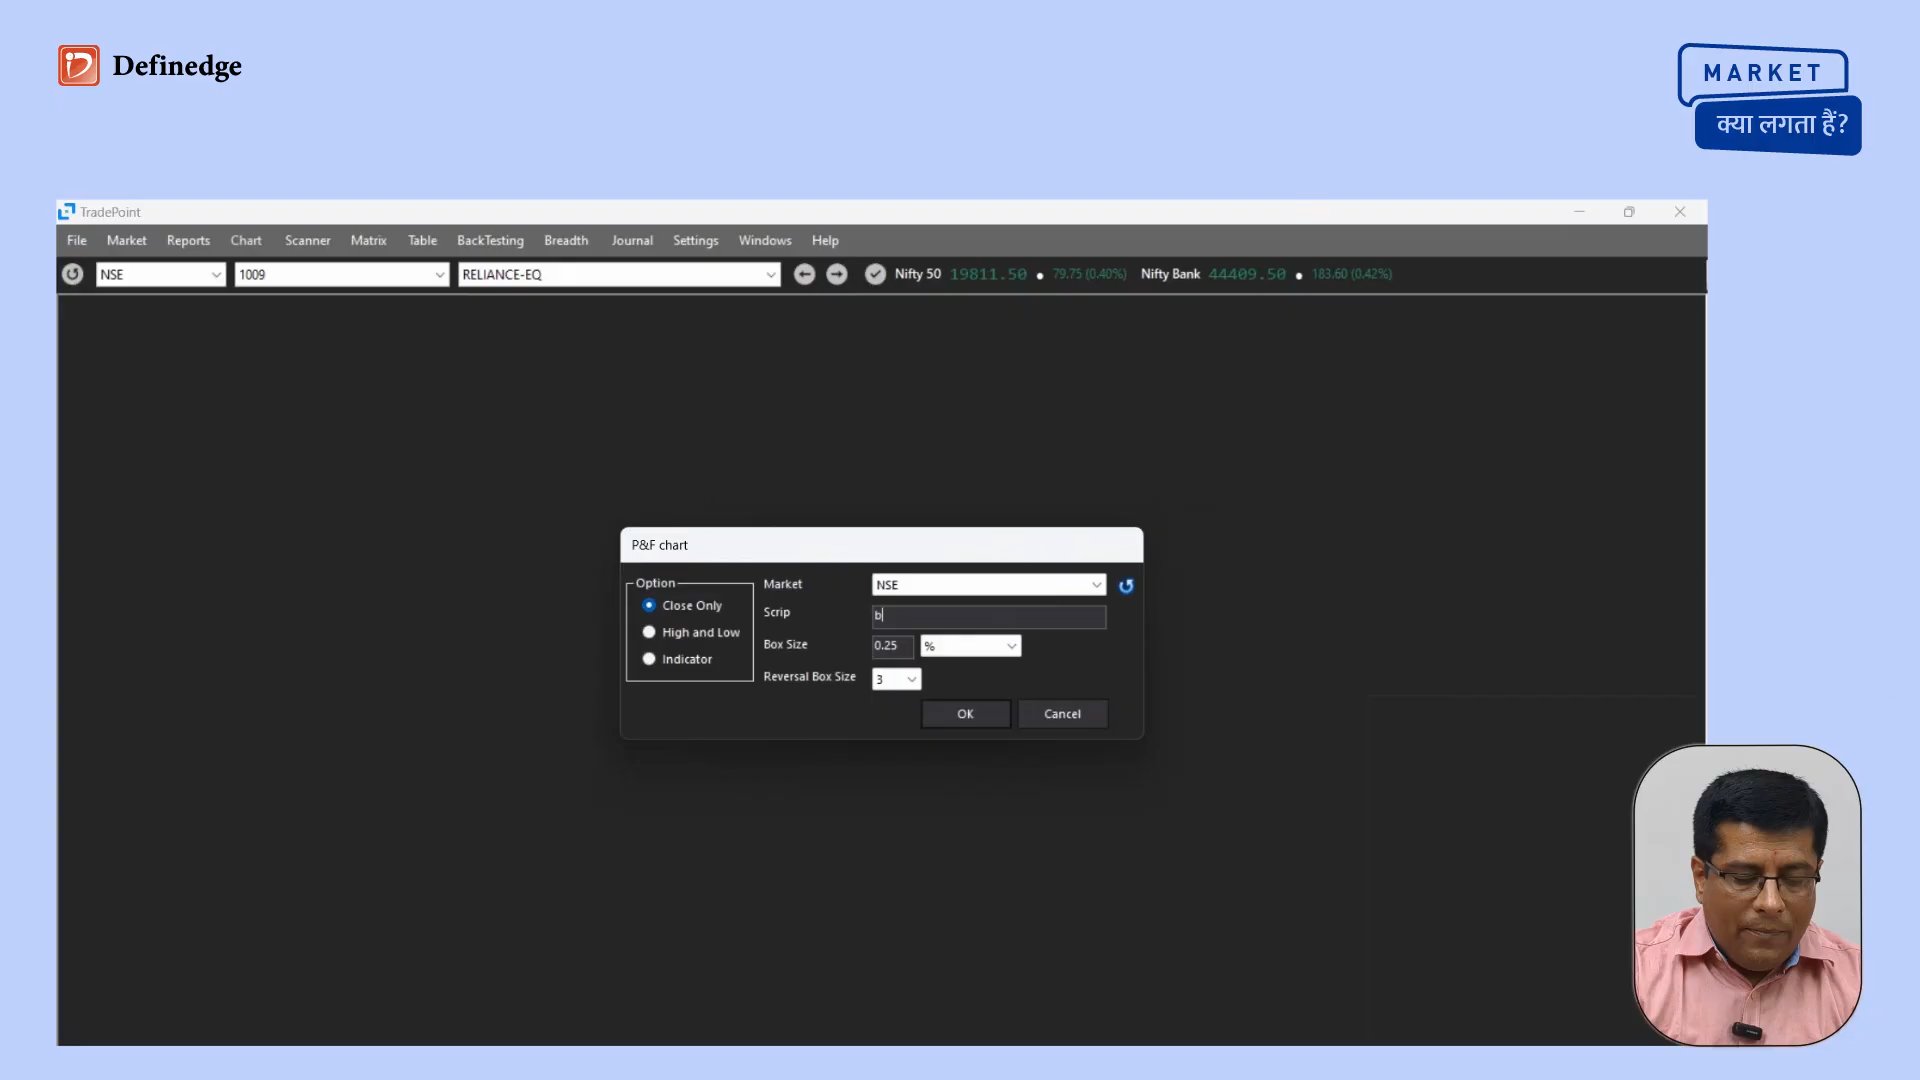 Definedge
MARKET
क्या लगता हैं?
TradePoint
File Market Reports Chart Scanner Matrix Table BackTesting Breadth Journal Settings Windows Help
NSE 1009 RELIANCE-EQ Nifty 50 19811.50 79.75 (0.40%) Nifty Bank 44409.50 183.60 (0.42%)
P&F chart
Option
Close Only
High and Low
Indicator
Market NSE
Scrip b
Box Size 0.25 %
Reversal Box Size 3
OK Cancel